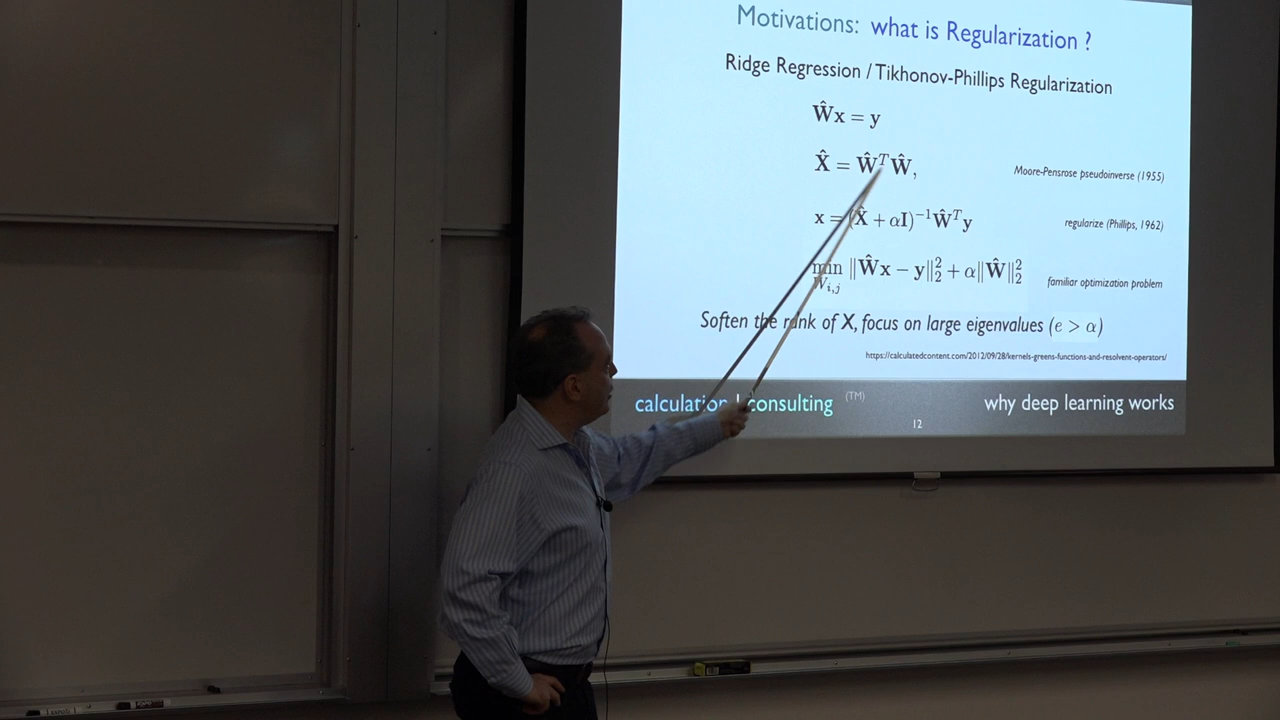 Motivations: what is Regularization ?
Ridge Regression / Tikhonov-Phillips Regularization
Ŵx = y
X̂ = ŴᵀŴ, Moore-Pensrose pseudoinverse (1955)
x = (X̂ + αI)⁻¹Ŵᵀy regularize (Phillips, 1962)
min ‖Ŵx − y‖₂² + α‖Ŵ‖₂² familiar optimization problem
Wᵢ,ⱼ
Soften the rank of X, focus on large eigenvalues (e > α)
https://calculatedcontent.com/2012/09/28/kernels-greens-functions-and-resolvent-operators/
calculation | consulting (TM) why deep learning works
12